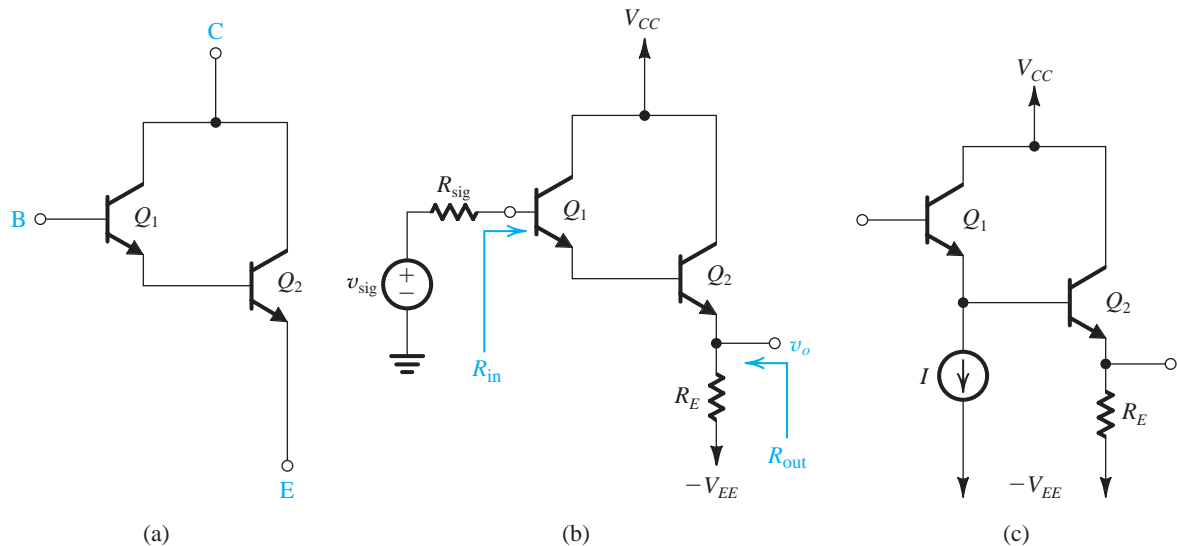 C
B
Q1
Q2
E
(a)
VCC
Rsig
Q1
vsig
+
−
Q2
Rin
vo
RE
Rout
−VEE
(b)
VCC
Q1
Q2
I
RE
−VEE
(c)